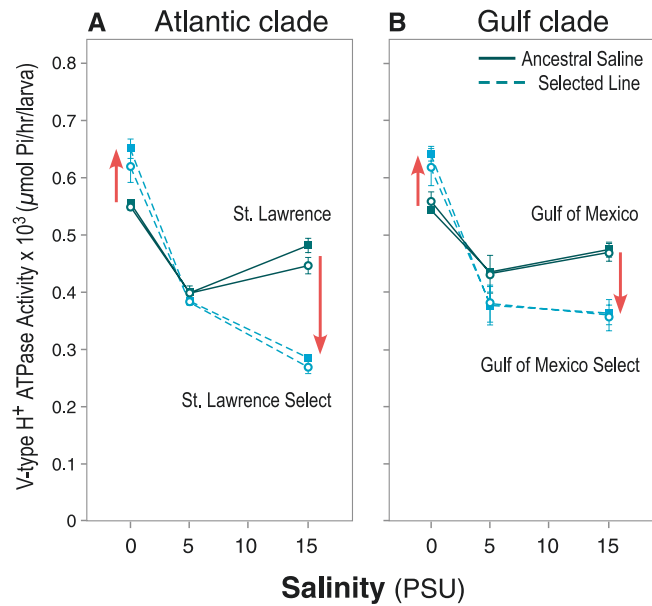 A Atlantic clade
B Gulf clade
Ancestral Saline
Selected Line
V-type H⁺ ATPase Activity x 10³ (µmol Pi/hr/larva)
0.8
0.7
0.6
0.5
0.4
0.3
0.2
0.1
0
St. Lawrence
St. Lawrence Select
Gulf of Mexico
Gulf of Mexico Select
0 5 10 15
0 5 10 15
Salinity (PSU)